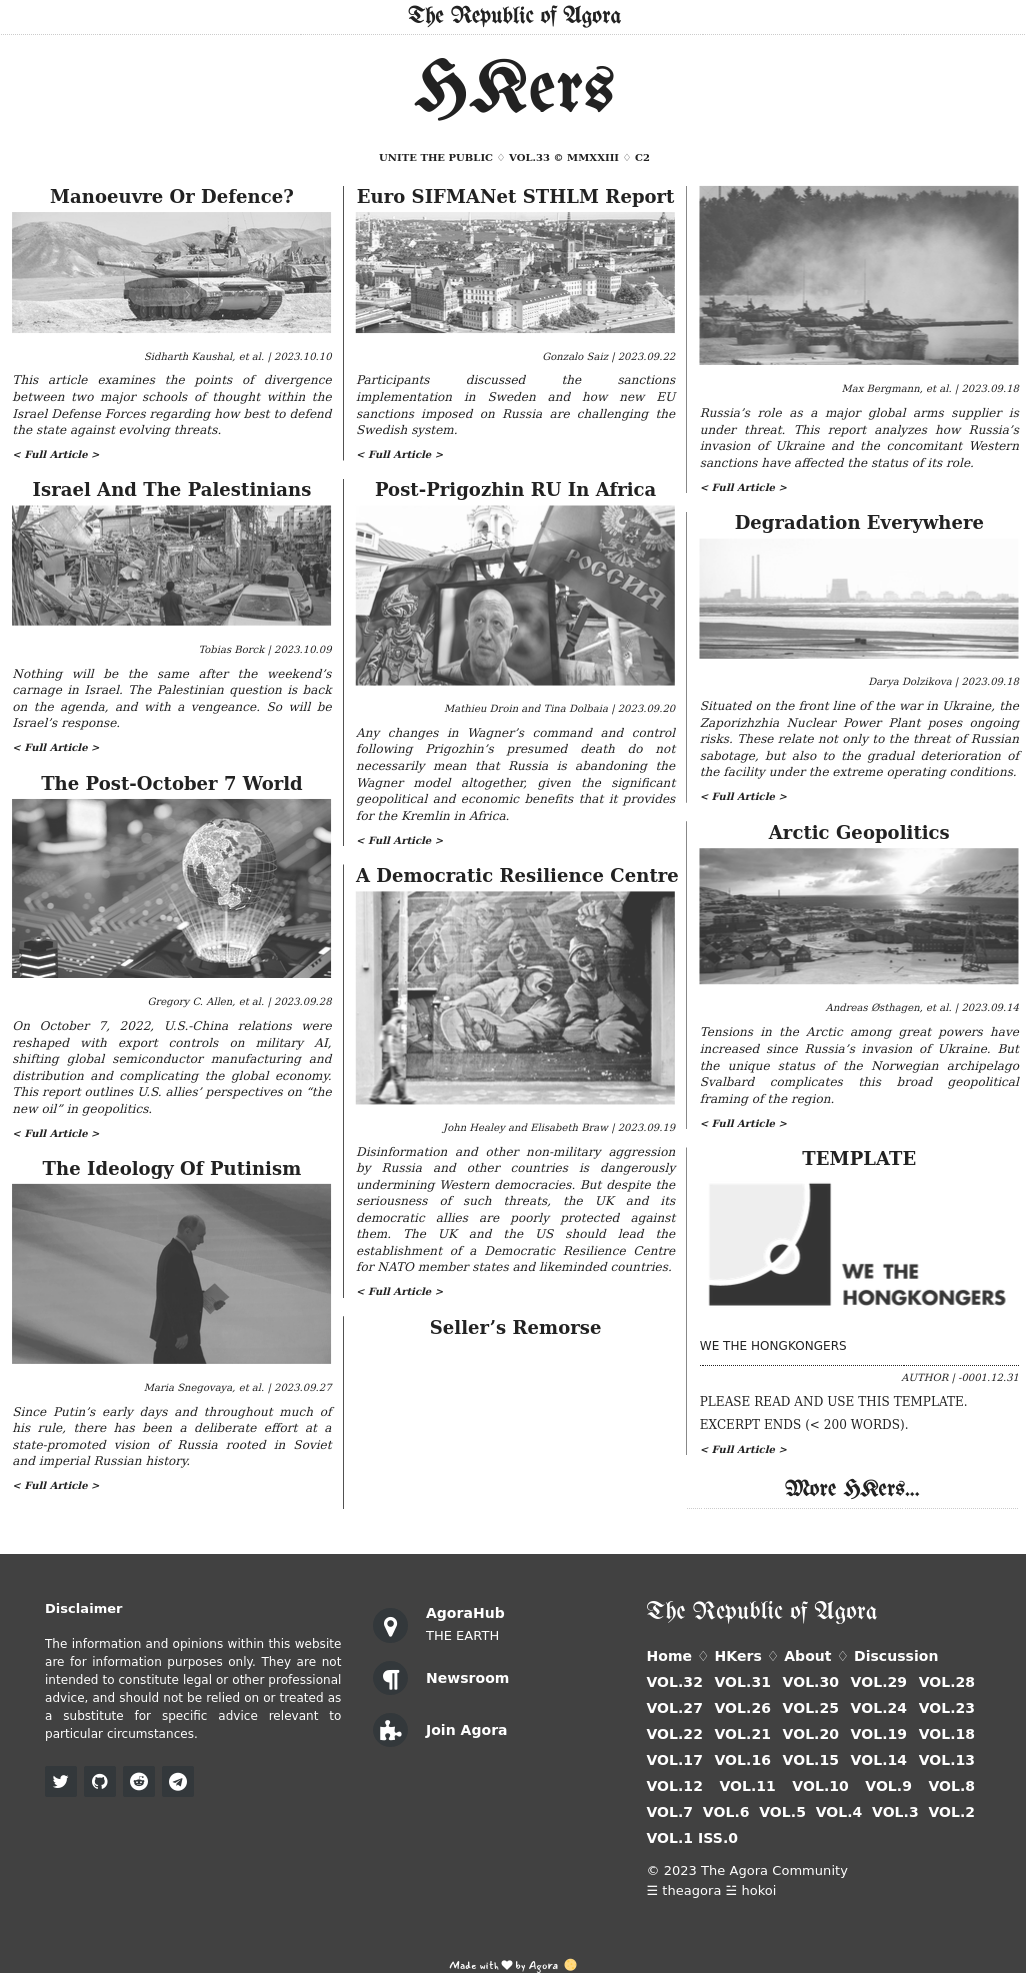 The Republic of Agora
HKers
UNITE THE PUBLIC ♢ VOL.33 © MMXXIII ♢ C2
Manoeuvre Or Defence?
Sidharth Kaushal, et al. | 2023.10.10
This article examines the points of divergence
between two major schools of thought within the
Israel Defense Forces regarding how best to defend
the state against evolving threats.
< Full Article >
Israel And The Palestinians
Tobias Borck | 2023.10.09
Nothing will be the same after the weekend’s
carnage in Israel. The Palestinian question is back
on the agenda, and with a vengeance. So will be
Israel’s response.
< Full Article >
The Post-October 7 World
Gregory C. Allen, et al. | 2023.09.28
On October 7, 2022, U.S.-China relations were
reshaped with export controls on military AI,
shifting global semiconductor manufacturing and
distribution and complicating the global economy.
This report outlines U.S. allies’ perspectives on “the
new oil” in geopolitics.
< Full Article >
The Ideology Of Putinism
Maria Snegovaya, et al. | 2023.09.27
Since Putin’s early days and throughout much of
his rule, there has been a deliberate effort at a
state-promoted vision of Russia rooted in Soviet
and imperial Russian history.
< Full Article >
Euro SIFMANet STHLM Report
Gonzalo Saiz | 2023.09.22
Participants discussed the sanctions
implementation in Sweden and how new EU
sanctions imposed on Russia are challenging the
Swedish system.
< Full Article >
Post-Prigozhin RU In Africa
РОССИЯ
Mathieu Droin and Tina Dolbaia | 2023.09.20
Any changes in Wagner’s command and control
following Prigozhin’s presumed death do not
necessarily mean that Russia is abandoning the
Wagner model altogether, given the significant
geopolitical and economic benefits that it provides
for the Kremlin in Africa.
< Full Article >
A Democratic Resilience Centre
John Healey and Elisabeth Braw | 2023.09.19
Disinformation and other non-military aggression
by Russia and other countries is dangerously
undermining Western democracies. But despite the
seriousness of such threats, the UK and its
democratic allies are poorly protected against
them. The UK and the US should lead the
establishment of a Democratic Resilience Centre
for NATO member states and likeminded countries.
< Full Article >
Seller’s Remorse
Max Bergmann, et al. | 2023.09.18
Russia’s role as a major global arms supplier is
under threat. This report analyzes how Russia’s
invasion of Ukraine and the concomitant Western
sanctions have affected the status of its role.
< Full Article >
Degradation Everywhere
Darya Dolzikova | 2023.09.18
Situated on the front line of the war in Ukraine, the
Zaporizhzhia Nuclear Power Plant poses ongoing
risks. These relate not only to the threat of Russian
sabotage, but also to the gradual deterioration of
the facility under the extreme operating conditions.
< Full Article >
Arctic Geopolitics
Andreas Østhagen, et al. | 2023.09.14
Tensions in the Arctic among great powers have
increased since Russia’s invasion of Ukraine. But
the unique status of the Norwegian archipelago
Svalbard complicates this broad geopolitical
framing of the region.
< Full Article >
TEMPLATE
WE THE
HONGKONGERS
WE THE HONGKONGERS
AUTHOR | -0001.12.31
PLEASE READ AND USE THIS TEMPLATE.
EXCERPT ENDS (< 200 WORDS).
< Full Article >
More HKers...
Disclaimer
The information and opinions within this website
are for information purposes only. They are not
intended to constitute legal or other professional
advice, and should not be relied on or treated as
a substitute for specific advice relevant to
particular circumstances.
AgoraHub
THE EARTH
Newsroom
Join Agora
The Republic of Agora
Home ♢ HKers ♢ About ♢ Discussion
VOL.32 VOL.31 VOL.30 VOL.29 VOL.28
VOL.27 VOL.26 VOL.25 VOL.24 VOL.23
VOL.22 VOL.21 VOL.20 VOL.19 VOL.18
VOL.17 VOL.16 VOL.15 VOL.14 VOL.13
VOL.12 VOL.11 VOL.10 VOL.9 VOL.8
VOL.7 VOL.6 VOL.5 VOL.4 VOL.3 VOL.2
VOL.1 ISS.0
© 2023 The Agora Community
☰ theagora ☱ hokoi
Made with ♥ by Agora